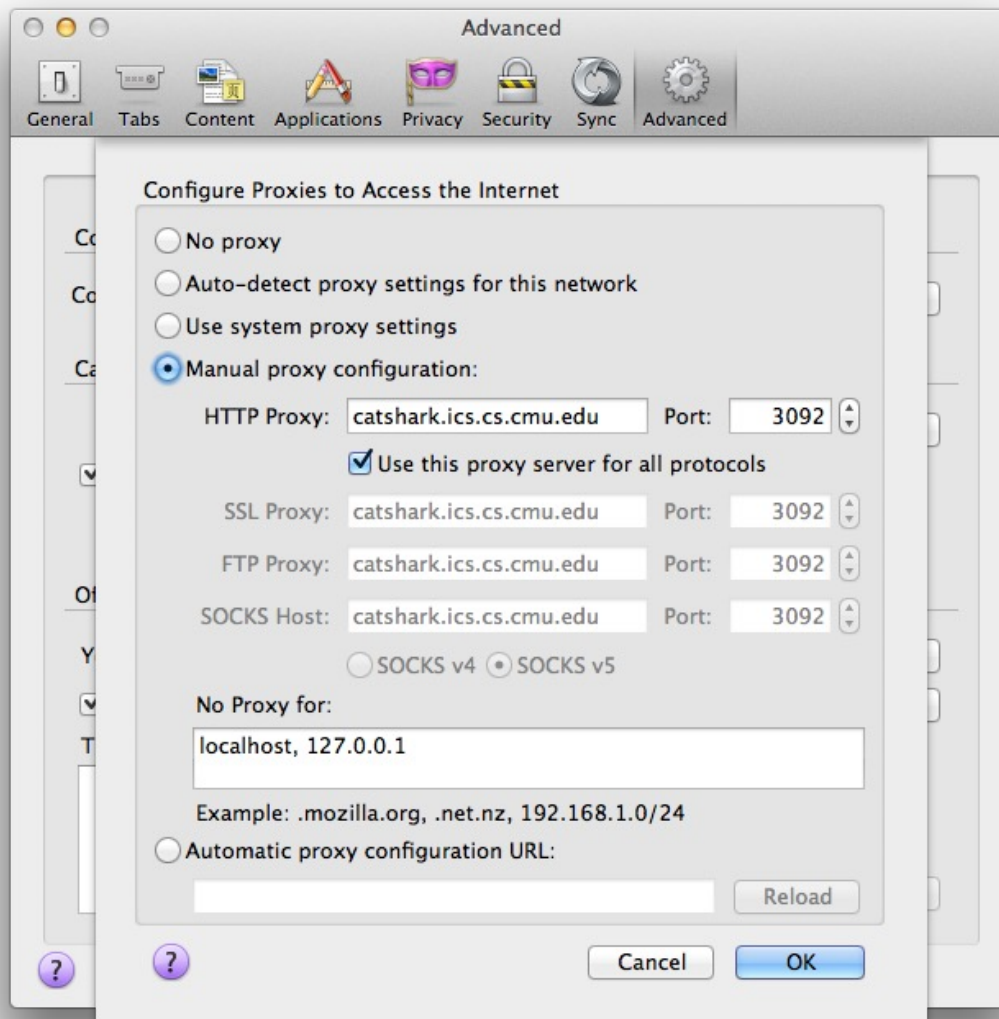 Advanced
General Tabs Content Applications Privacy Security Sync Advanced
Configure Proxies to Access the Internet
No proxy
Auto-detect proxy settings for this network
Use system proxy settings
Manual proxy configuration:
HTTP Proxy: catshark.ics.cs.cmu.edu Port: 3092
Use this proxy server for all protocols
SSL Proxy: catshark.ics.cs.cmu.edu Port: 3092
FTP Proxy: catshark.ics.cs.cmu.edu Port: 3092
SOCKS Host: catshark.ics.cs.cmu.edu Port: 3092
SOCKS v4 SOCKS v5
No Proxy for:
localhost, 127.0.0.1
Example: .mozilla.org, .net.nz, 192.168.1.0/24
Automatic proxy configuration URL:
Reload
? ? Cancel OK